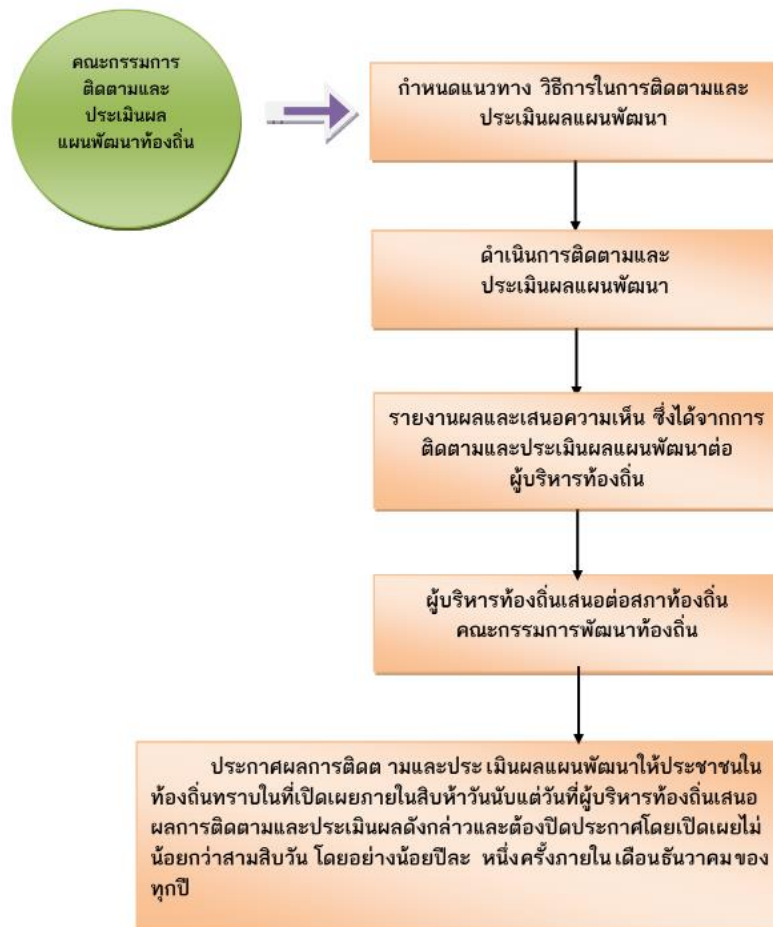 คณะกรรมการ
ติดตามและ
ประเมินผล
แผนพัฒนาท้องถิ่น
กำหนดแนวทาง วิธีการในการติดตามและ
ประเมินผลแผนพัฒนา
ดำเนินการติดตามและ
ประเมินผลแผนพัฒนา
รายงานผลและเสนอความเห็น ซึ่งได้จากการ
ติดตามและประเมินผลแผนพัฒนาต่อ
ผู้บริหารท้องถิ่น
ผู้บริหารท้องถิ่นเสนอต่อสภาท้องถิ่น
คณะกรรมการพัฒนาท้องถิ่น
ประกาศผลการติดต ามและประ เมินผลแผนพัฒนาให้ประชาชนใน
ท้องถิ่นทราบในที่เปิดเผยภายในสิบห้าวันนับแต่วันที่ผู้บริหารท้องถิ่นเสนอ
ผลการติดตามและประเมินผลดังกล่าวและต้องปิดประกาศโดยเปิดเผยไม่
น้อยกว่าสามสิบวัน โดยอย่างน้อยปีละ หนึ่งครั้งภายใน เดือนธันวาคม ของ
ทุกปี